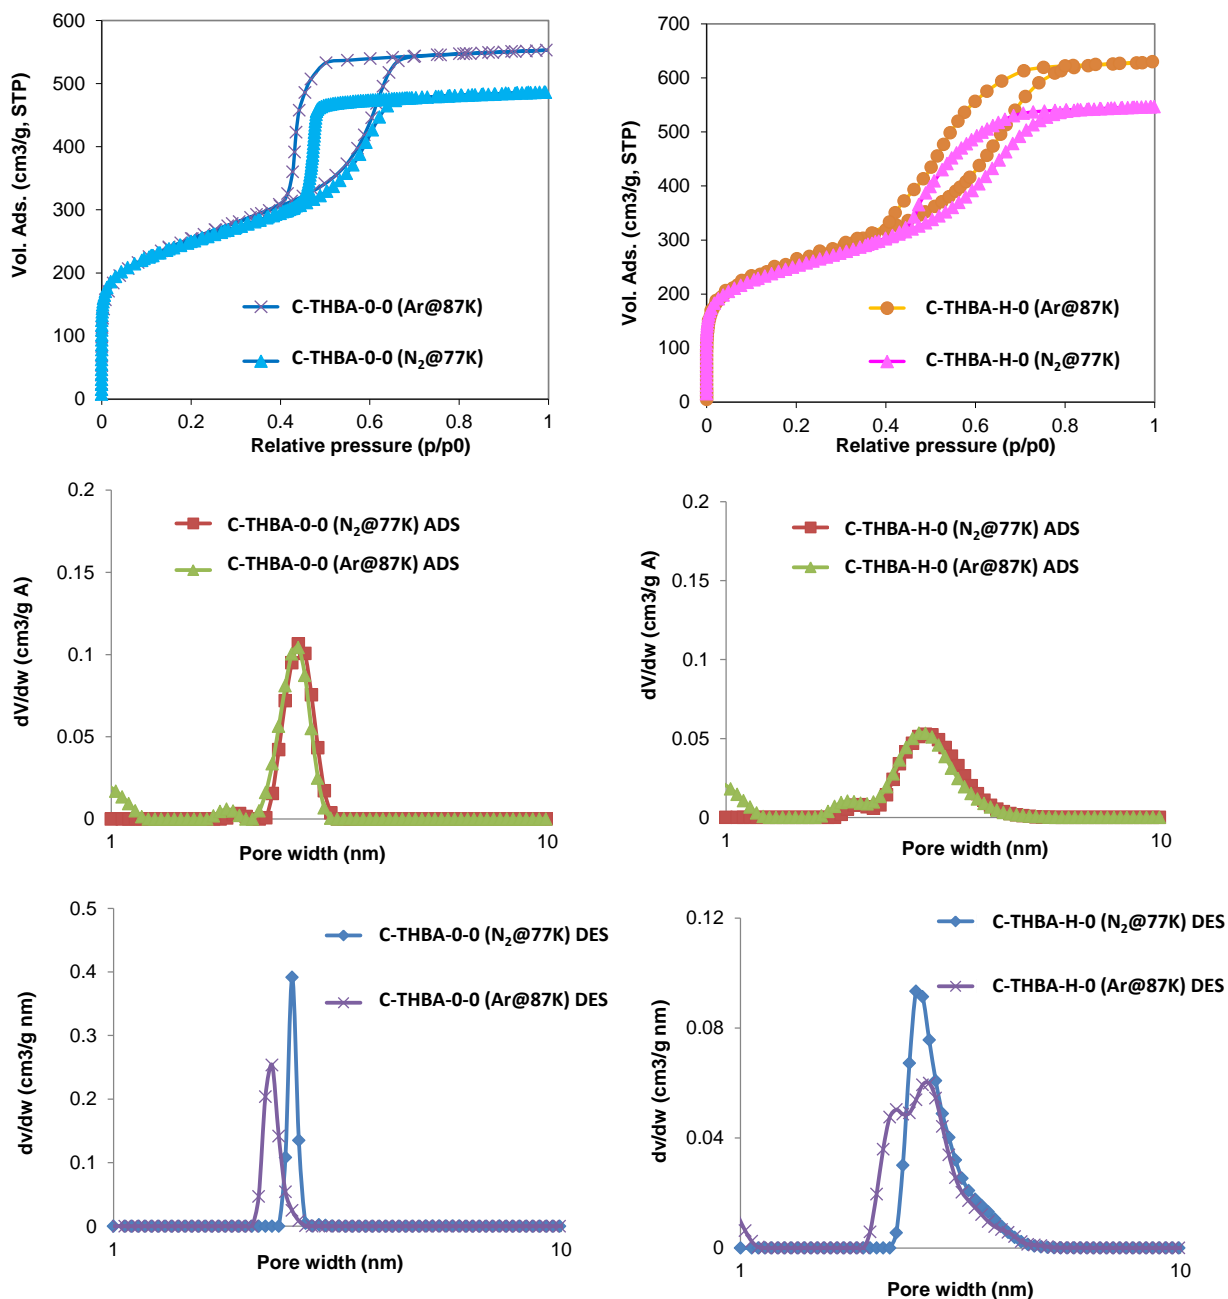 600
500
400
300
200
100
0
Vol. Ads. (cm3/g, STP)
C-THBA-0-0 (Ar@87K)
C-THBA-0-0 (N2@77K)
0 0.2 0.4 0.6 0.8 1
Relative pressure (p/p0)
700
600
500
400
300
200
100
0
Vol. Ads. (cm3/g, STP)
C-THBA-H-0 (Ar@87K)
C-THBA-H-0 (N2@77K)
0 0.2 0.4 0.6 0.8 1
Relative pressure (p/p0)
0.2
0.15
0.1
0.05
0
dV/dw (cm3/g A)
C-THBA-0-0 (N2@77K) ADS
C-THBA-0-0 (Ar@87K) ADS
1 10
Pore width (nm)
0.2
0.15
0.1
0.05
0
dV/dw (cm3/g A)
C-THBA-H-0 (N2@77K) ADS
C-THBA-H-0 (Ar@87K) ADS
1 10
Pore width (nm)
0.5
0.4
0.3
0.2
0.1
0
dv/dw (cm3/g nm)
C-THBA-0-0 (N2@77K) DES
C-THBA-0-0 (Ar@87K) DES
1 10
Pore width (nm)
0.12
0.08
0.04
0
dv/dw (cm3/g nm)
C-THBA-H-0 (N2@77K) DES
C-THBA-H-0 (Ar@87K) DES
1 10
Pore width (nm)